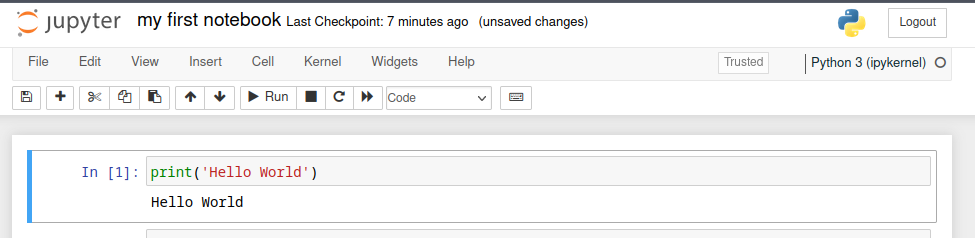 jupyter my first notebook Last Checkpoint: 7 minutes ago (unsaved changes) Logout
File Edit View Insert Cell Kernel Widgets Help Trusted Python 3 (ipykernel)
Run Code
In [1]: print('Hello World')
Hello World